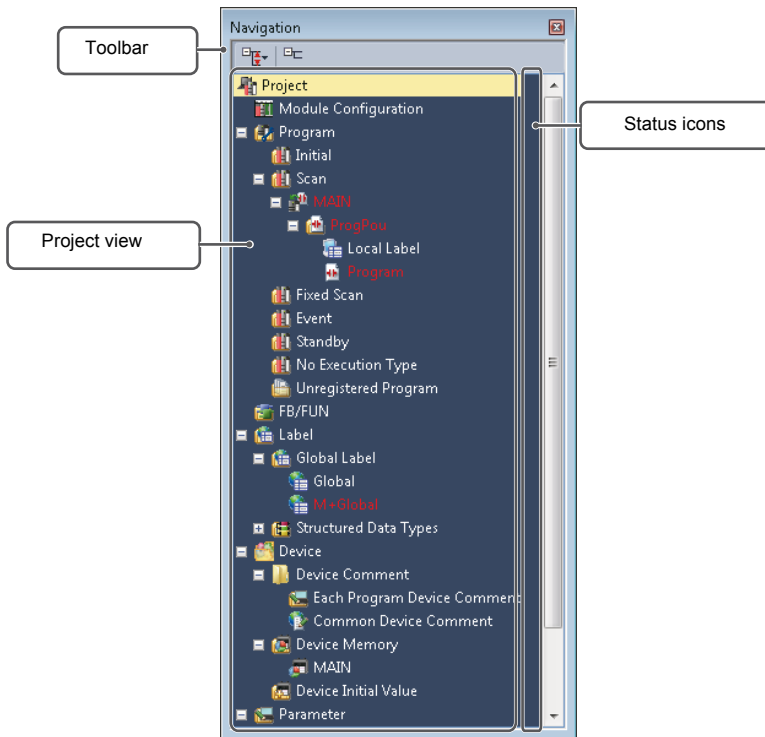 Navigation
Toolbar
Project
Module Configuration
Status icons
Program
Initial
Scan
MAIN
ProgPou
Project view
Local Label
Program
Fixed Scan
Event
Standby
No Execution Type
Unregistered Program
FB/FUN
Label
Global Label
Global
M+Global
Structured Data Types
Device
Device Comment
Each Program Device Comment
Common Device Comment
Device Memory
MAIN
Device Initial Value
Parameter